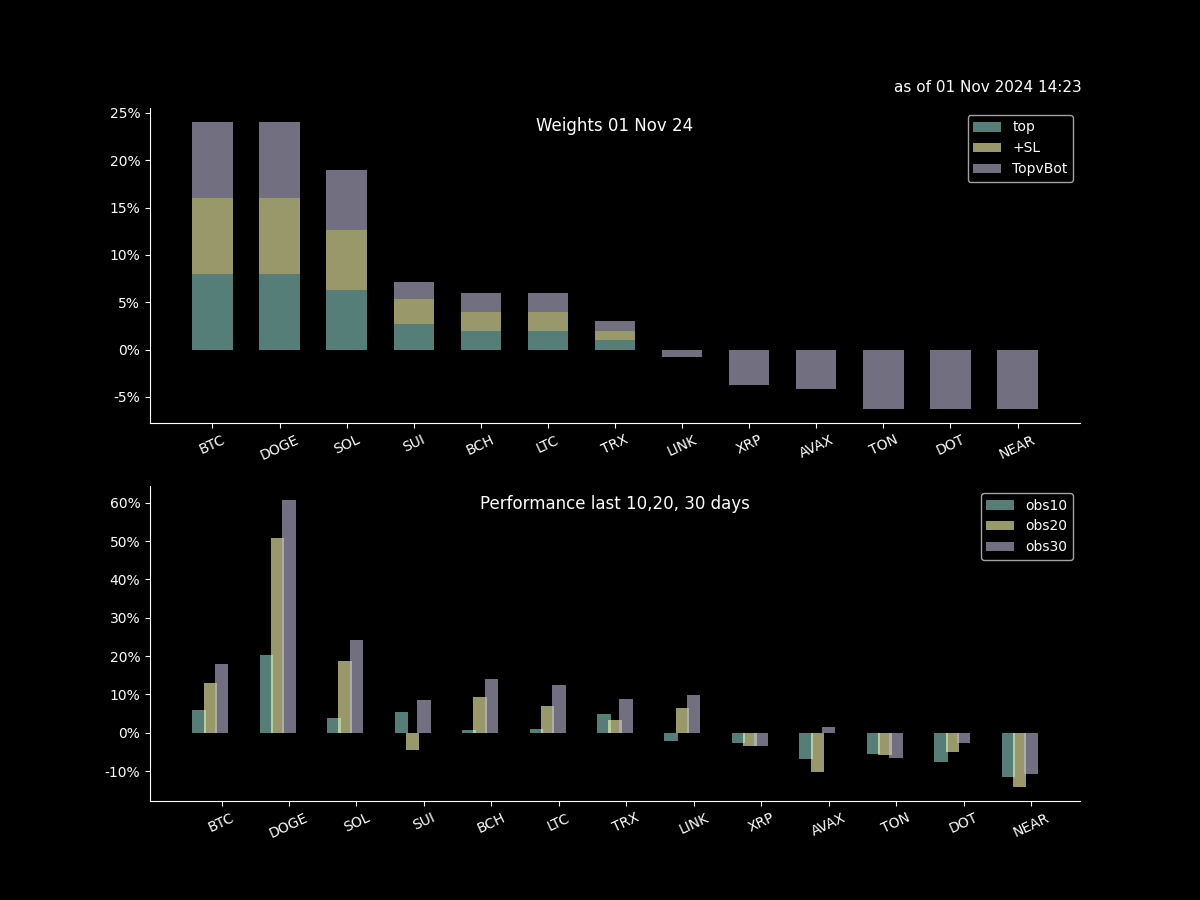 as of 01 Nov 2024 14:23
Weights 01 Nov 24
25%
20%
15%
10%
5%
0%
-5%
top
+SL
TopvBot
BTC DOGE SOL SUI BCH LTC TRX LINK XRP AVAX TON DOT NEAR
Performance last 10,20, 30 days
60%
50%
40%
30%
20%
10%
0%
-10%
obs10
obs20
obs30
BTC DOGE SOL SUI BCH LTC TRX LINK XRP AVAX TON DOT NEAR